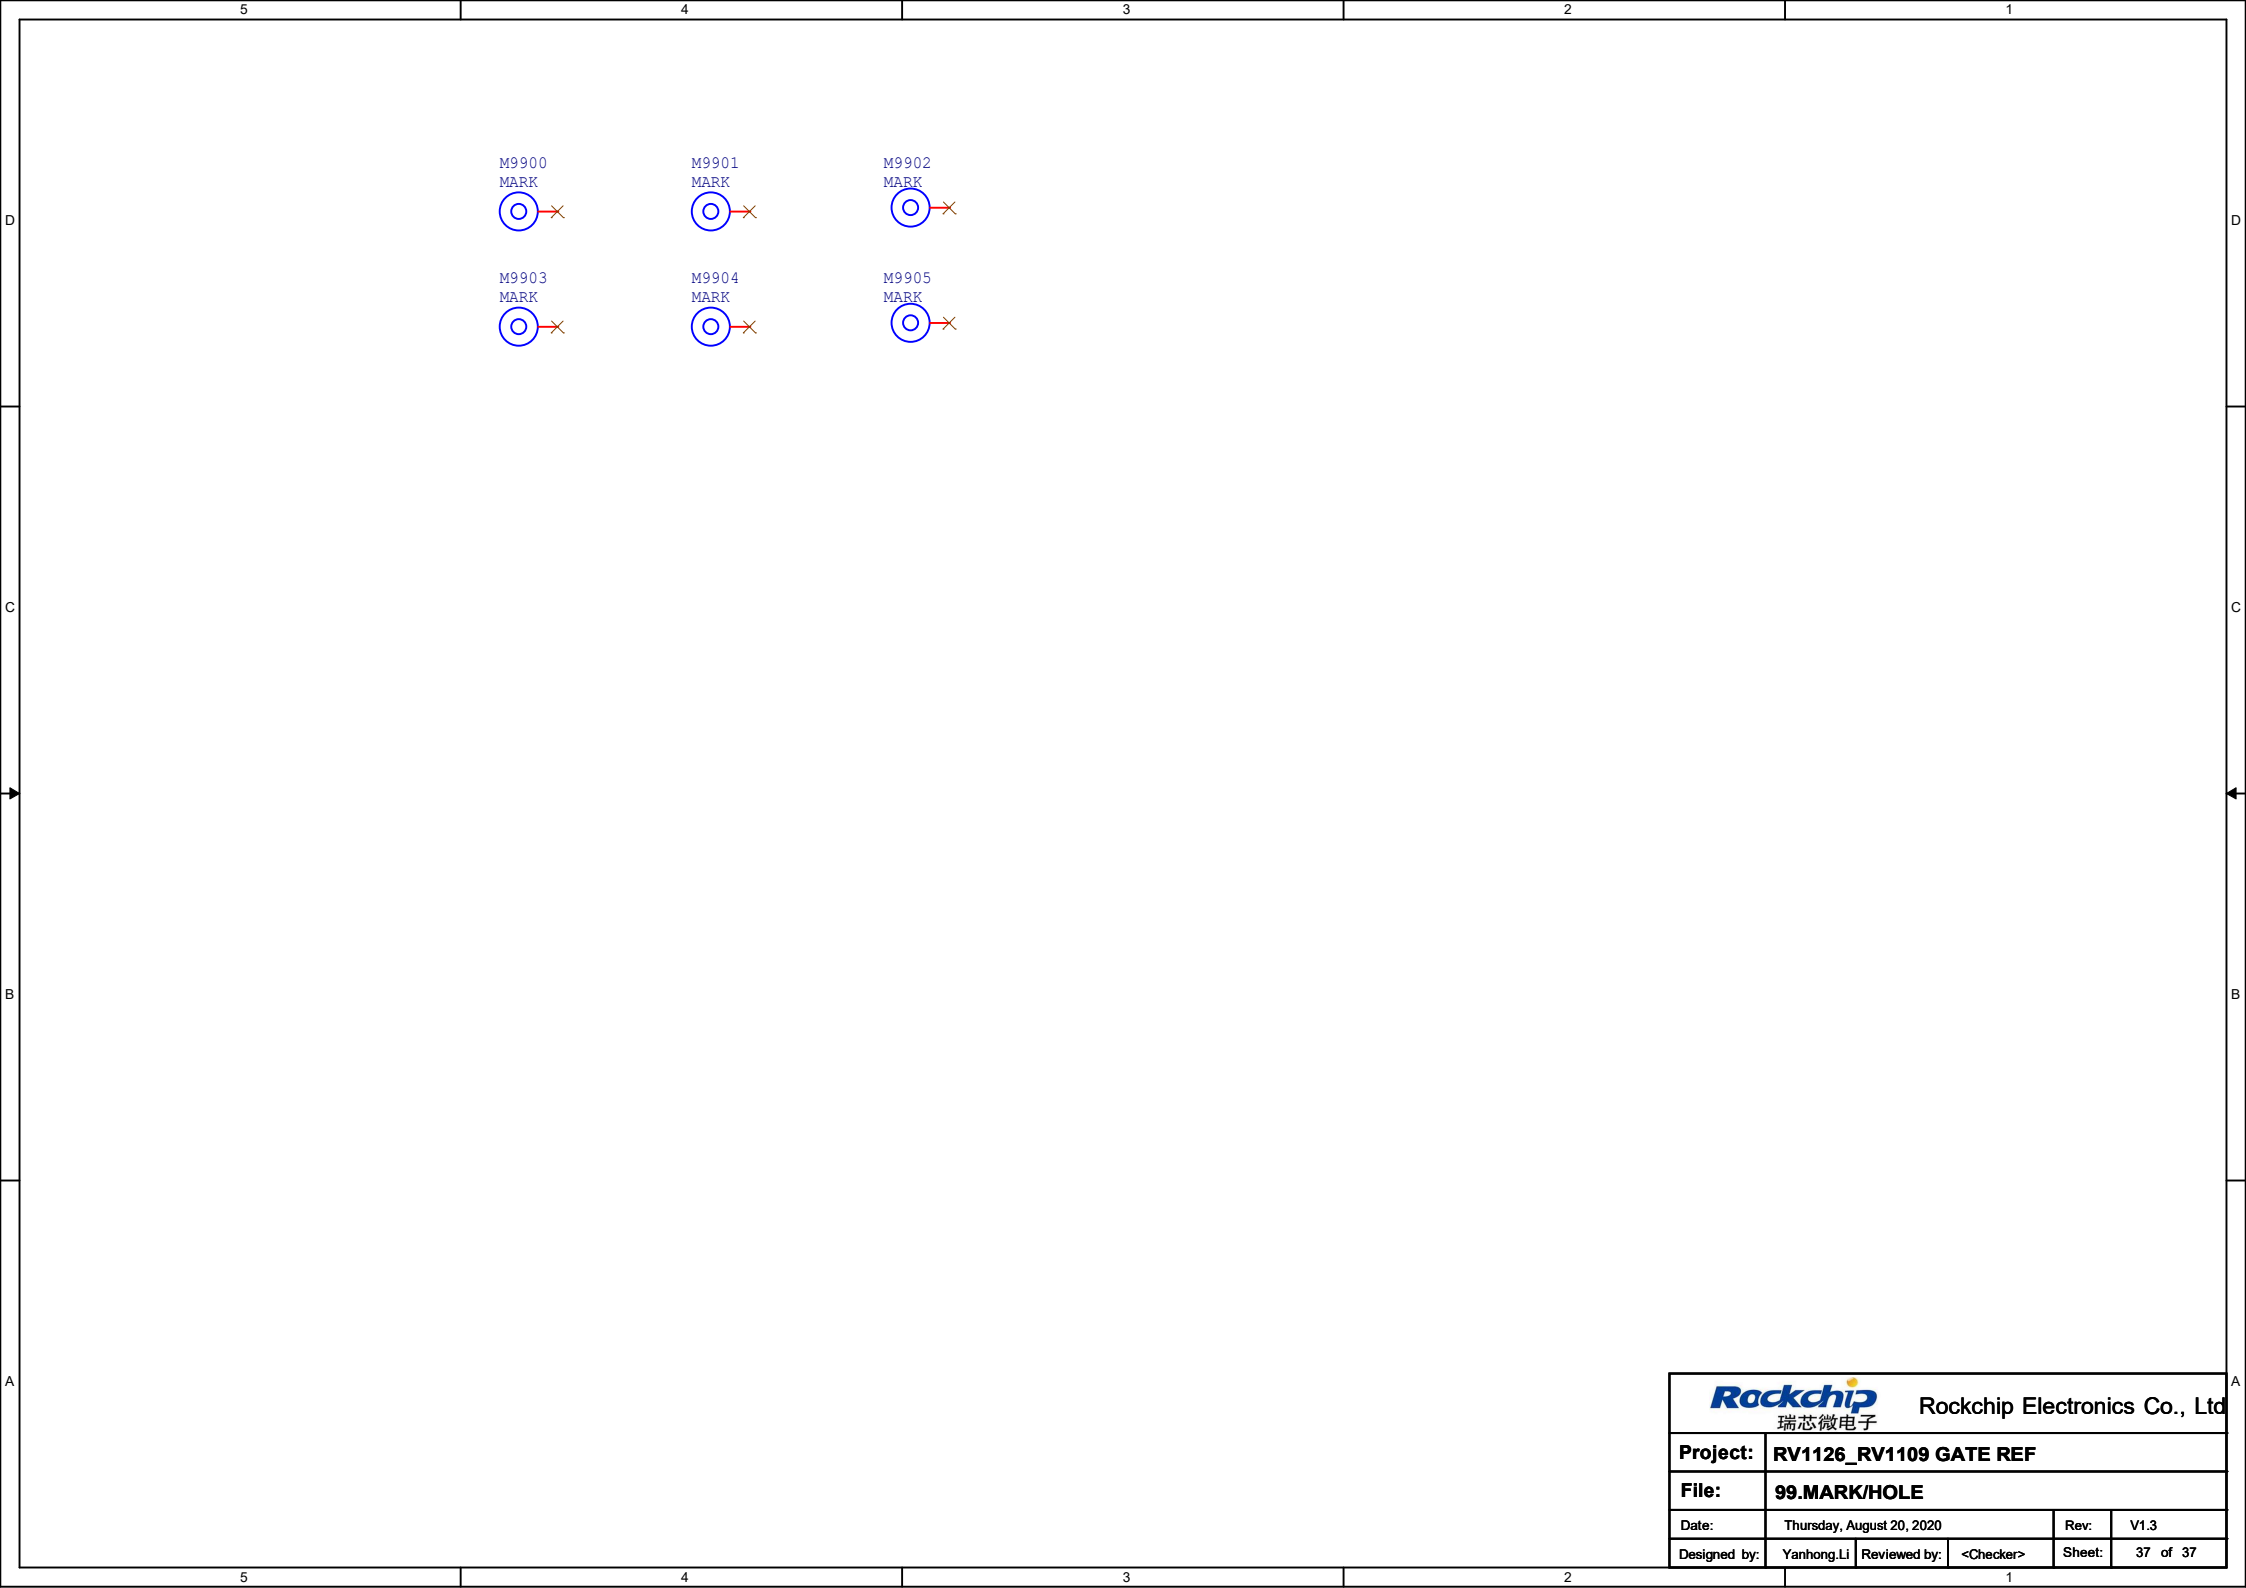 5 4 3 2 1
M9900 M9901 M9902
MARK MARK MARK
D D
M9903 M9904 M9905
MARK MARK MARK
C C
B B
A A
Rockchip Rockchip Electronics Co., Ltd
瑞芯微电子
Project: RV1126_RV1109 GATE REF
File: 99.MARK/HOLE
Date: Thursday, August 20, 2020 Rev: V1.3
Designed by: Yanhong.Li Reviewed by: <Checker> Sheet: 37 of 37
5 4 3 2 1